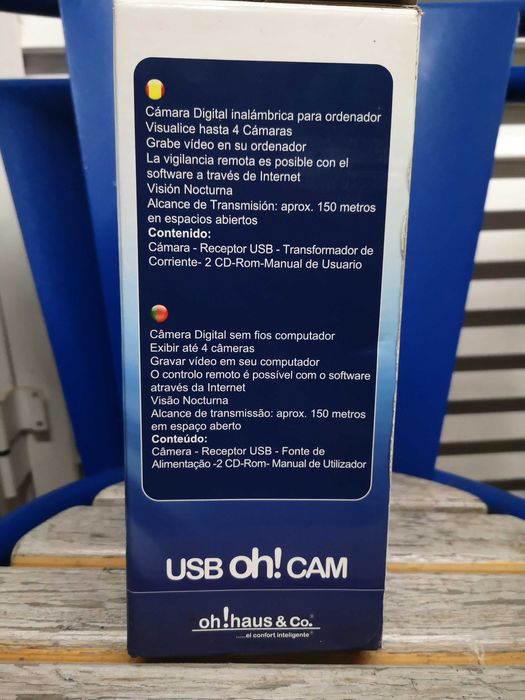 Cámara Digital inalámbrica para ordenador
Visualice hasta 4 Cámaras
Grabe vídeo en su ordenador
La vigilancia remota es posible con el
software a través de Internet
Visión Nocturna
Alcance de Transmisión: aprox. 150 metros
en espacios abiertos
Contenido:
Cámara - Receptor USB - Transformador de
Corriente- 2 CD-Rom-Manual de Usuario
Câmera Digital sem fios computador
Exibir até 4 câmeras
Gravar vídeo em seu computador
O controlo remoto é possível com o software
através da Internet
Visão Nocturna
Alcance de transmissão: aprox. 150 metros
em espaço aberto
Conteúdo:
Câmera - Receptor USB - Fonte de
Alimentação -2 CD-Rom- Manual de Utilizador
USB oh! CAM
oh!haus & Co.®
.....el confort inteligente®